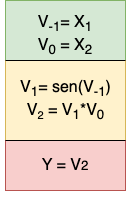 V₋₁= X₁
V₀ = X₂
V₁= sen(V₋₁)
V₂ = V₁*V₀
Y = V₂